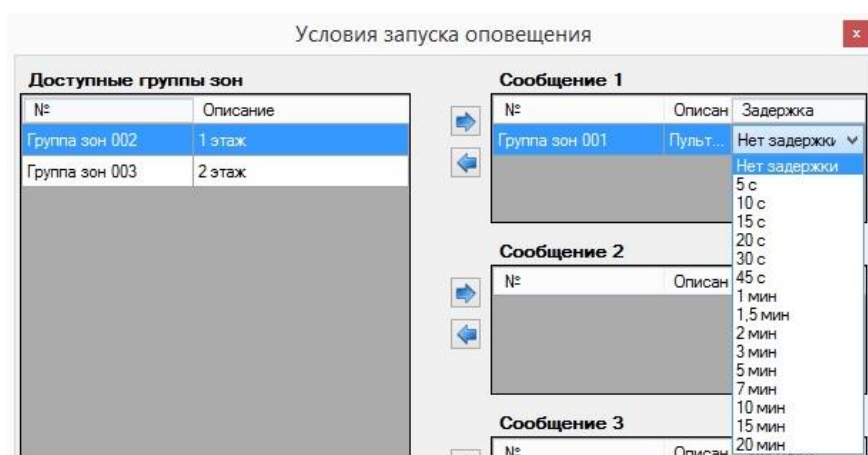 Условия запуска оповещения
x
Доступные группы зон
№ Описание
Группа зон 002 1 этаж
Группа зон 003 2 этаж
Сообщение 1
№ Описан Задержка
Группа зон 001 Пульт... Нет задержки
Нет задержки
5 с
10 с
15 с
20 с
30 с
45 с
1 мин
1,5 мин
2 мин
3 мин
5 мин
7 мин
10 мин
15 мин
20 мин
Сообщение 2
№ Описан
Сообщение 3
№ Описан